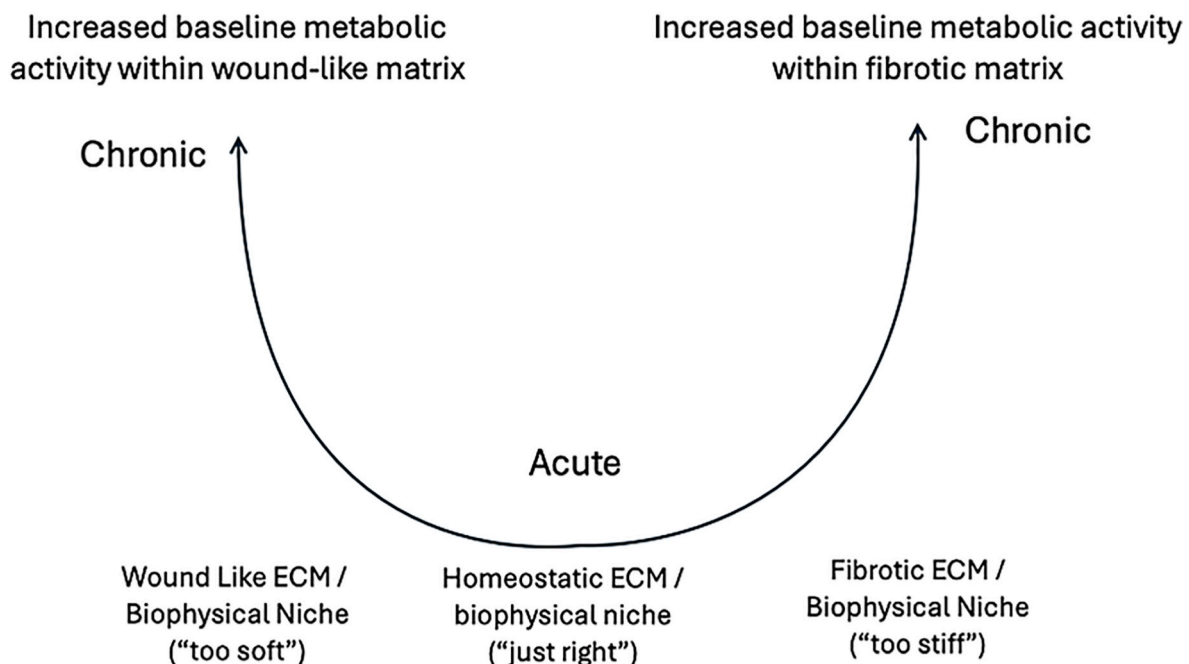 Increased baseline metabolic
activity within wound-like matrix
Increased baseline metabolic activity
within fibrotic matrix
Chronic
Chronic
Acute
Wound Like ECM /
Biophysical Niche
(“too soft”)
Homeostatic ECM /
biophysical niche
(“just right”)
Fibrotic ECM /
Biophysical Niche
(“too stiff”)